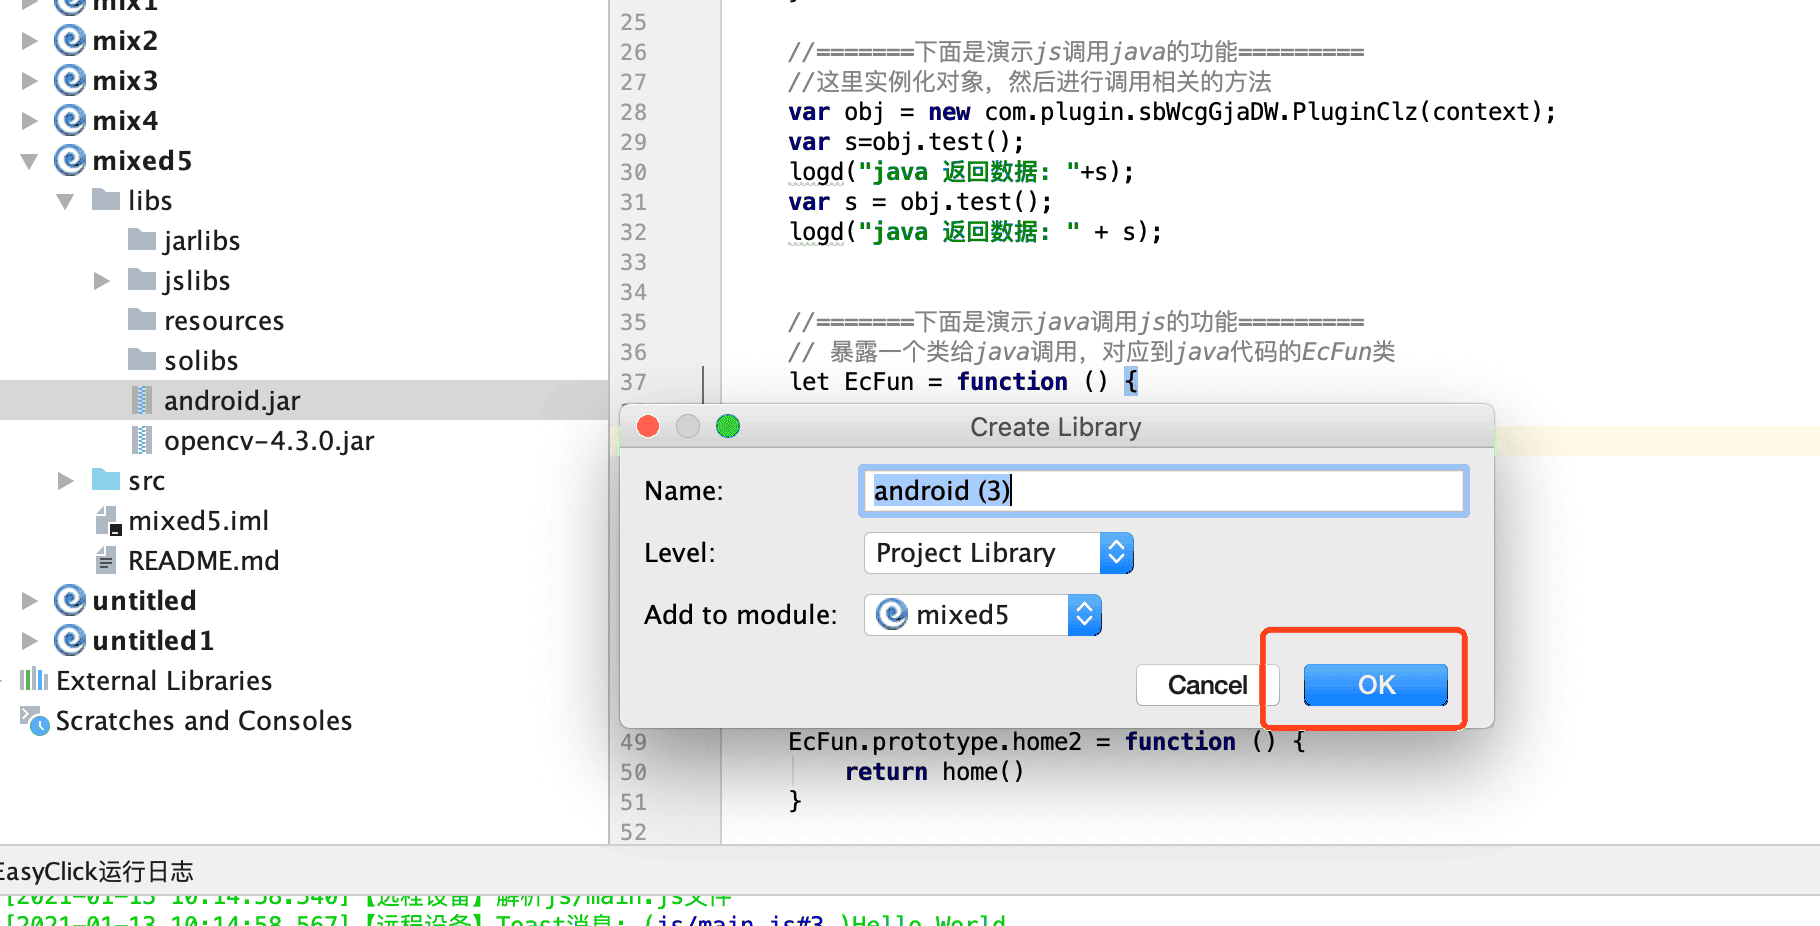 mix1
mix2
mix3
mix4
mixed5
libs
jarlibs
jslibs
resources
solibs
android.jar
opencv-4.3.0.jar
src
mixed5.iml
README.md
untitled
untitled1
External Libraries
Scratches and Consoles
25
26 //=======下面是演示js调用java的功能=========
27 //这里实例化对象，然后进行调用相关的方法
28 var obj = new com.plugin.sbWcgGjaDW.PluginClz(context);
29 var s=obj.test();
30 logd("java 返回数据: "+s);
31 var s = obj.test();
32 logd("java 返回数据: " + s);
33
34
35 //=======下面是演示java调用js的功能=========
36 // 暴露一个类给java调用，对应到java代码的EcFun类
37 let EcFun = function () {
Create Library
Name: android (3)
Level: Project Library
Add to module: mixed5
Cancel OK
49 EcFun.prototype.home2 = function () {
50 return home()
51 }
52
EasyClick运行日志
[2021-01-13 10:14:58.540]【远程设备】解析js/main.js文件
[2021-01-13 10:14:58.567]【远程设备】Toast消息: (js/main.js#3 )Hello World